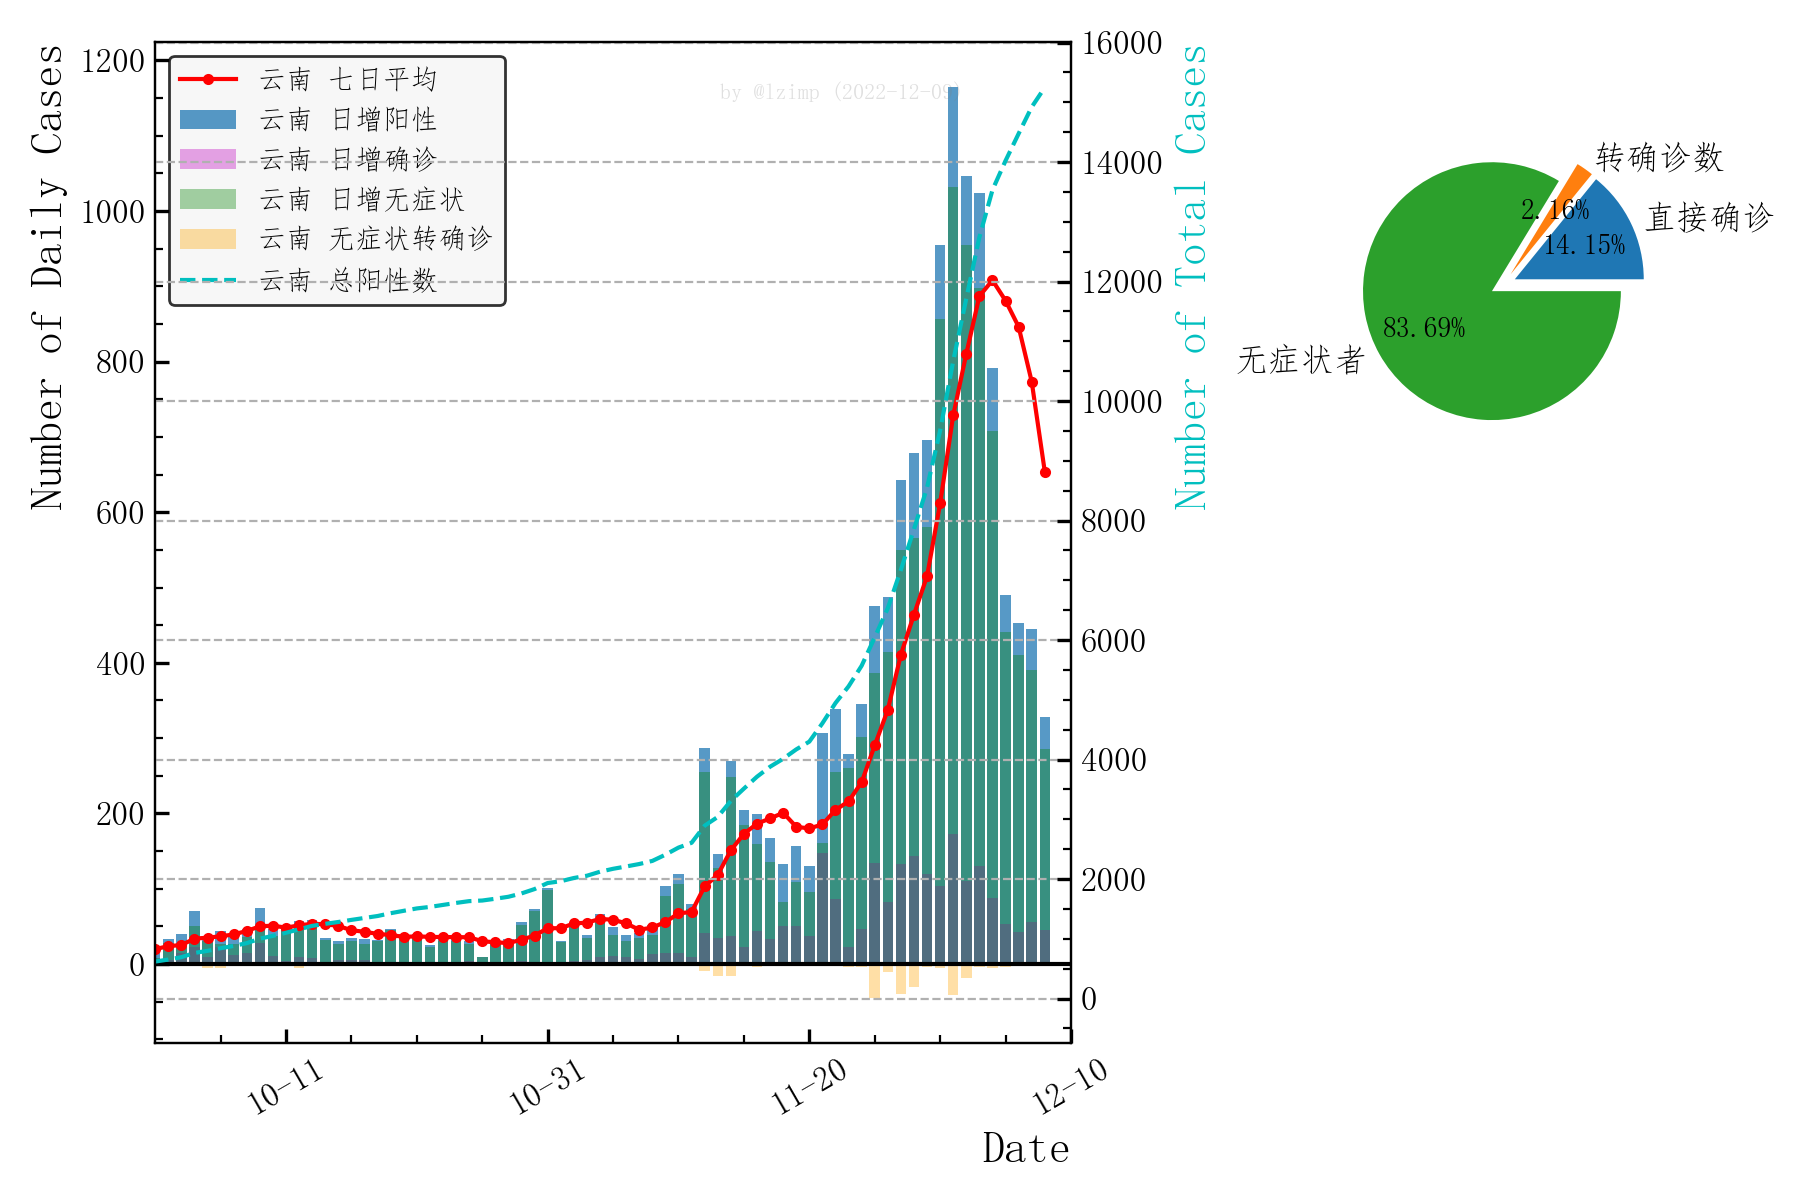 Number of Daily Cases
1200
1000
800
600
400
200
0
云南 七日平均
云南 日增阳性
云南 日增确诊
云南 日增无症状
云南 无症状转确诊
云南 总阳性数
by @lzimp (2022-12-09)
16000
14000
12000
10000
8000
6000
4000
2000
0
Number of Total Cases
10-11
10-31
11-20
12-10
Date
转确诊数
2.16%
直接确诊
14.15%
83.69%
无症状者